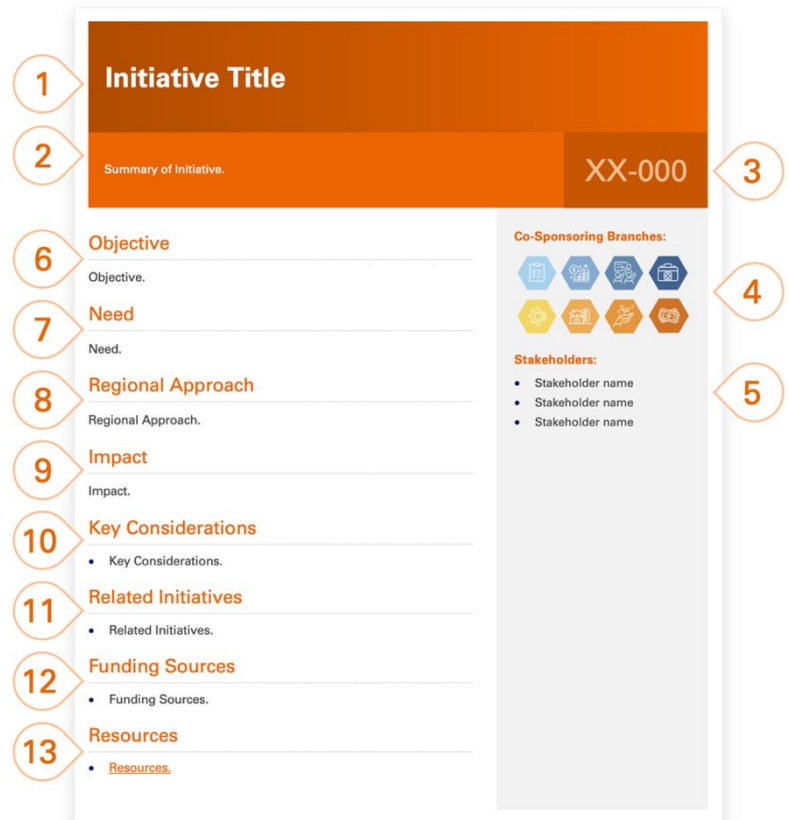 1
Initiative Title
2
Summary of Initiative.
XX-000
3
6
Objective
Objective.
7
Need
Need.
8
Regional Approach
Regional Approach.
9
Impact
Impact.
10
Key Considerations
• Key Considerations.
11
Related Initiatives
• Related Initiatives.
12
Funding Sources
• Funding Sources.
13
Resources
• Resources.
Co-Sponsoring Branches:
4
Stakeholders:
• Stakeholder name
• Stakeholder name
• Stakeholder name
5